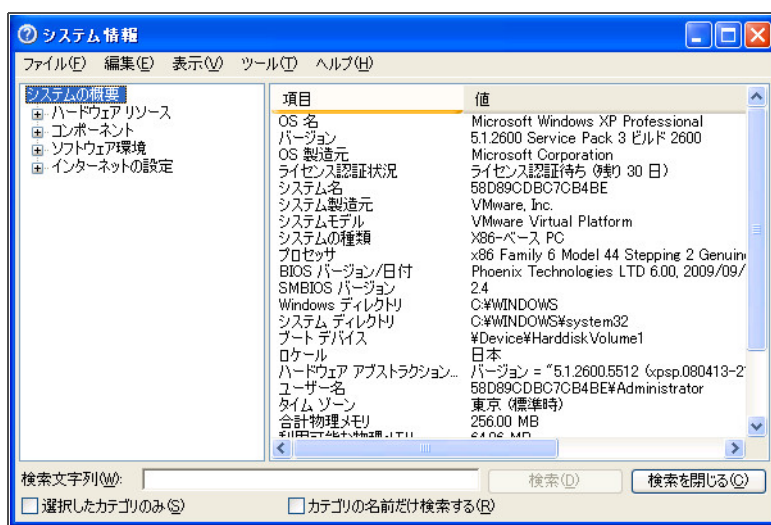 システム情報
ファイル(F) 編集(E) 表示(V) ツール(T) ヘルプ(H)
システムの概要
ハードウェア リソース
コンポーネント
ソフトウェア環境
インターネットの設定
項目 値
OS 名 Microsoft Windows XP Professional
バージョン 5.1.2600 Service Pack 3 ビルド 2600
OS 製造元 Microsoft Corporation
ライセンス認証状況 ライセンス認証待ち (残り 30 日)
システム名 58D89CDBC7CB4BE
システム製造元 VMware, Inc.
システムモデル VMware Virtual Platform
システムの種類 X86-ベース PC
プロセッサ x86 Family 6 Model 44 Stepping 2 Genuin
BIOS バージョン/日付 Phoenix Technologies LTD 6.00, 2009/09/
SMBIOS バージョン 2.4
Windows ディレクトリ C:¥WINDOWS
システム ディレクトリ C:¥WINDOWS¥system32
ブート デバイス ¥Device¥HarddiskVolume1
ロケール 日本
ハードウェア アブストラクション... バージョン = "5.1.2600.5512 (xpsp.080413-2
ユーザー名 58D89CDBC7CB4BE¥Administrator
タイム ゾーン 東京 (標準時)
合計物理メモリ 256.00 MB
利用可能な物理メモリ MB
検索文字列(W): 検索(D) 検索を閉じる(C)
選択したカテゴリのみ(S) カテゴリの名前だけ検索する(R)